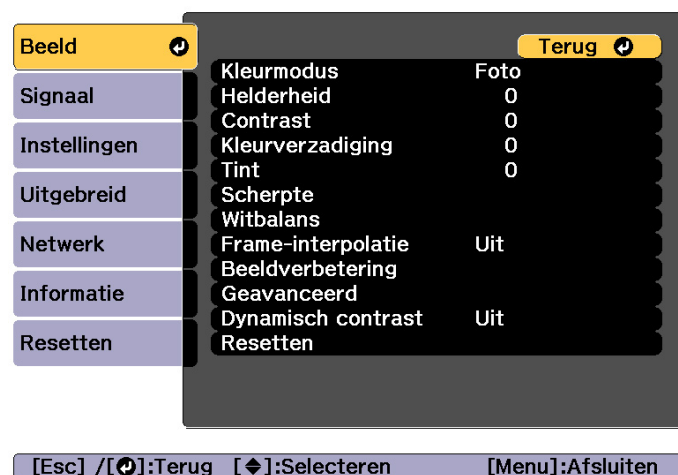 Beeld
Signaal
Instellingen
Uitgebreid
Netwerk
Informatie
Resetten
Terug
Kleurmodus Foto
Helderheid 0
Contrast 0
Kleurverzadiging 0
Tint 0
Scherpte
Witbalans
Frame-interpolatie Uit
Beeldverbetering
Geavanceerd
Dynamisch contrast Uit
Resetten
[Esc] /[ ]:Terug [ ]:Selecteren [Menu]:Afsluiten